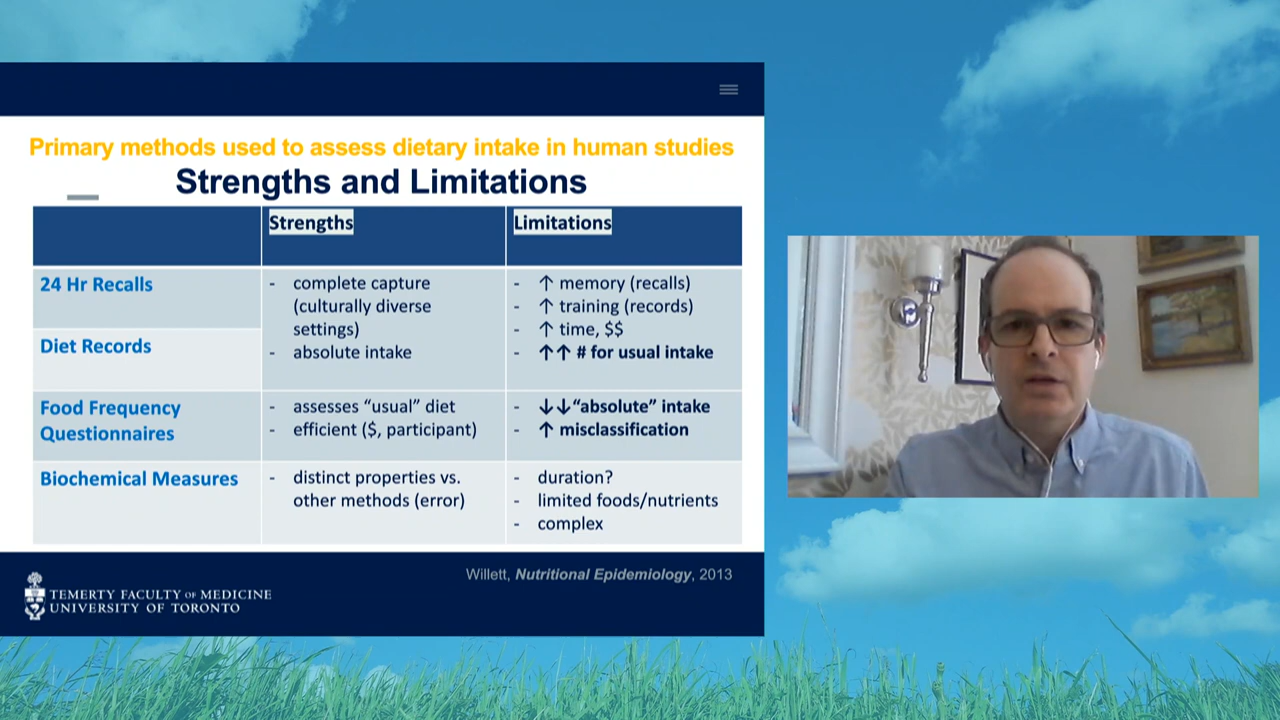 Primary methods used to assess dietary intake in human studies
Strengths and Limitations
Strengths
Limitations
24 Hr Recalls
- complete capture
(culturally diverse
settings)
- absolute intake
- ↑ memory (recalls)
- ↑ training (records)
- ↑ time, $$
- ↑↑ # for usual intake
Diet Records
Food Frequency
Questionnaires
- assesses “usual” diet
- efficient ($, participant)
- ↓↓“absolute” intake
- ↑ misclassification
Biochemical Measures
- distinct properties vs.
other methods (error)
- duration?
- limited foods/nutrients
- complex
Willett, Nutritional Epidemiology, 2013
TEMERTY FACULTY OF MEDICINE
UNIVERSITY OF TORONTO